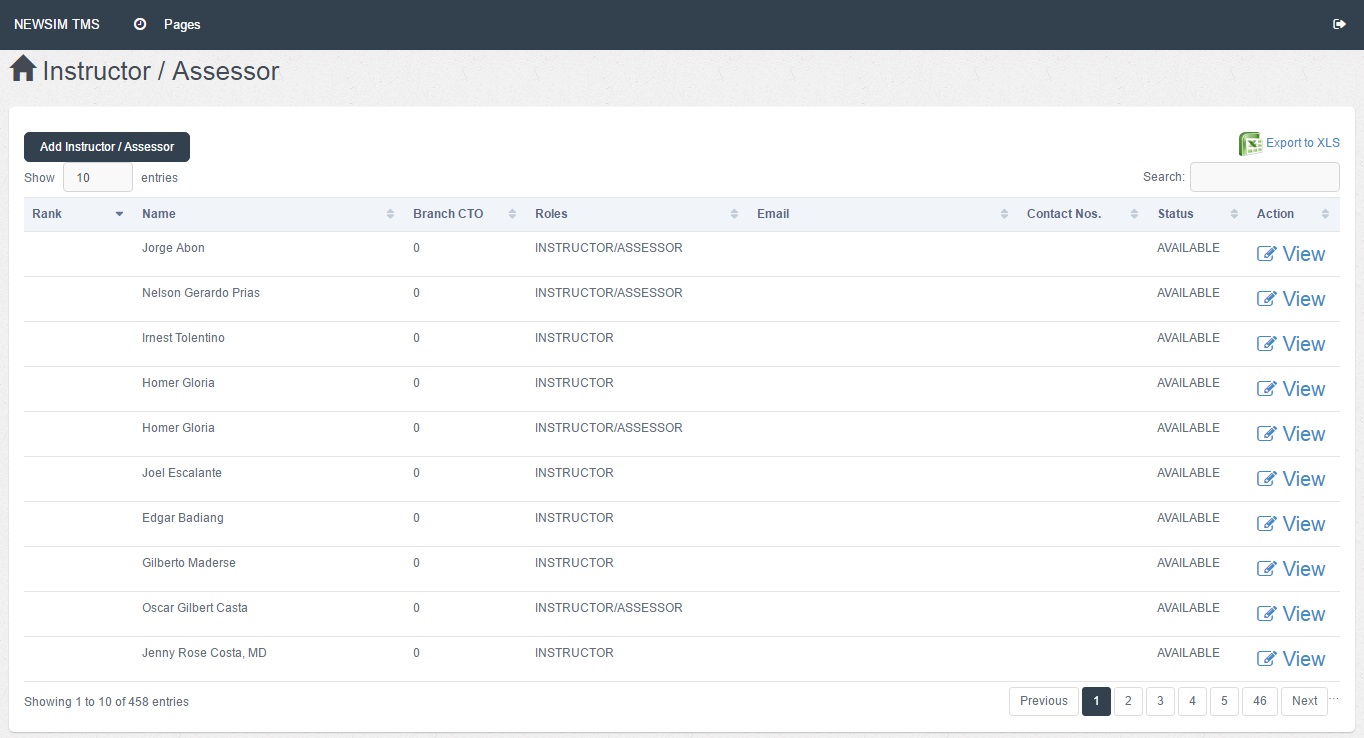 NEWSIM TMS Pages
Instructor / Assessor
Add Instructor / Assessor Export to XLS
Show 10 entries Search:
Rank Name Branch CTO Roles Email Contact Nos. Status Action
Jorge Abon 0 INSTRUCTOR/ASSESSOR AVAILABLE View
Nelson Gerardo Prias 0 INSTRUCTOR/ASSESSOR AVAILABLE View
Irnest Tolentino 0 INSTRUCTOR AVAILABLE View
Homer Gloria 0 INSTRUCTOR AVAILABLE View
Homer Gloria 0 INSTRUCTOR/ASSESSOR AVAILABLE View
Joel Escalante 0 INSTRUCTOR AVAILABLE View
Edgar Badiang 0 INSTRUCTOR AVAILABLE View
Gilberto Maderse 0 INSTRUCTOR AVAILABLE View
Oscar Gilbert Casta 0 INSTRUCTOR/ASSESSOR AVAILABLE View
Jenny Rose Costa, MD 0 INSTRUCTOR AVAILABLE View
Showing 1 to 10 of 458 entries Previous 1 2 3 4 5 46 Next ...